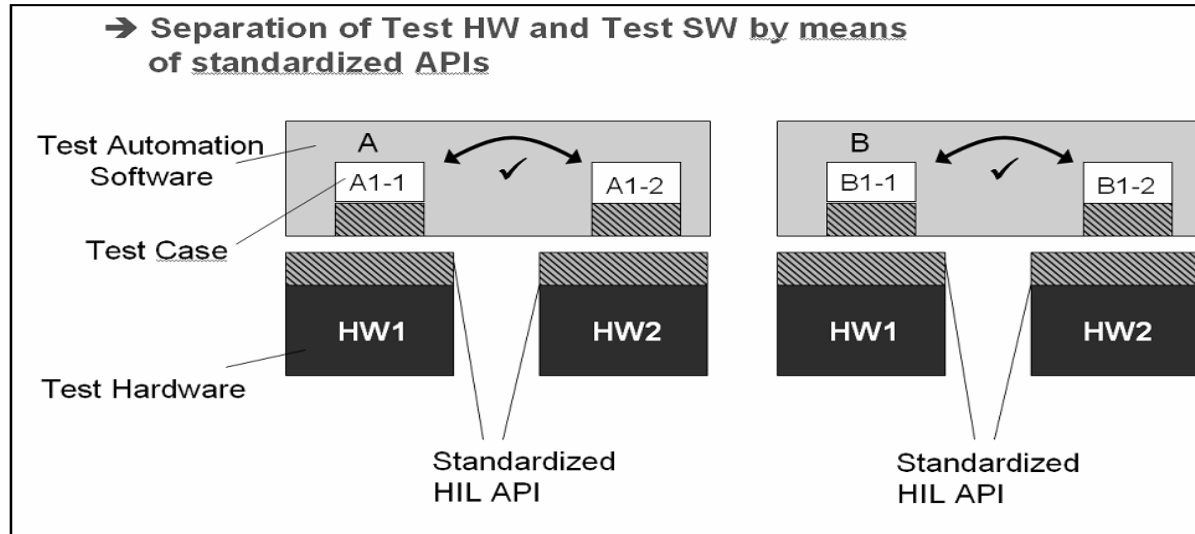 ➔ Separation of Test HW and Test SW by means
of standardized APIs
Test Automation
Software
Test Case
Test Hardware
A
A1-1
✓
A1-2
HW1
HW2
Standardized
HIL API
B
B1-1
✓
B1-2
HW1
HW2
Standardized
HIL API